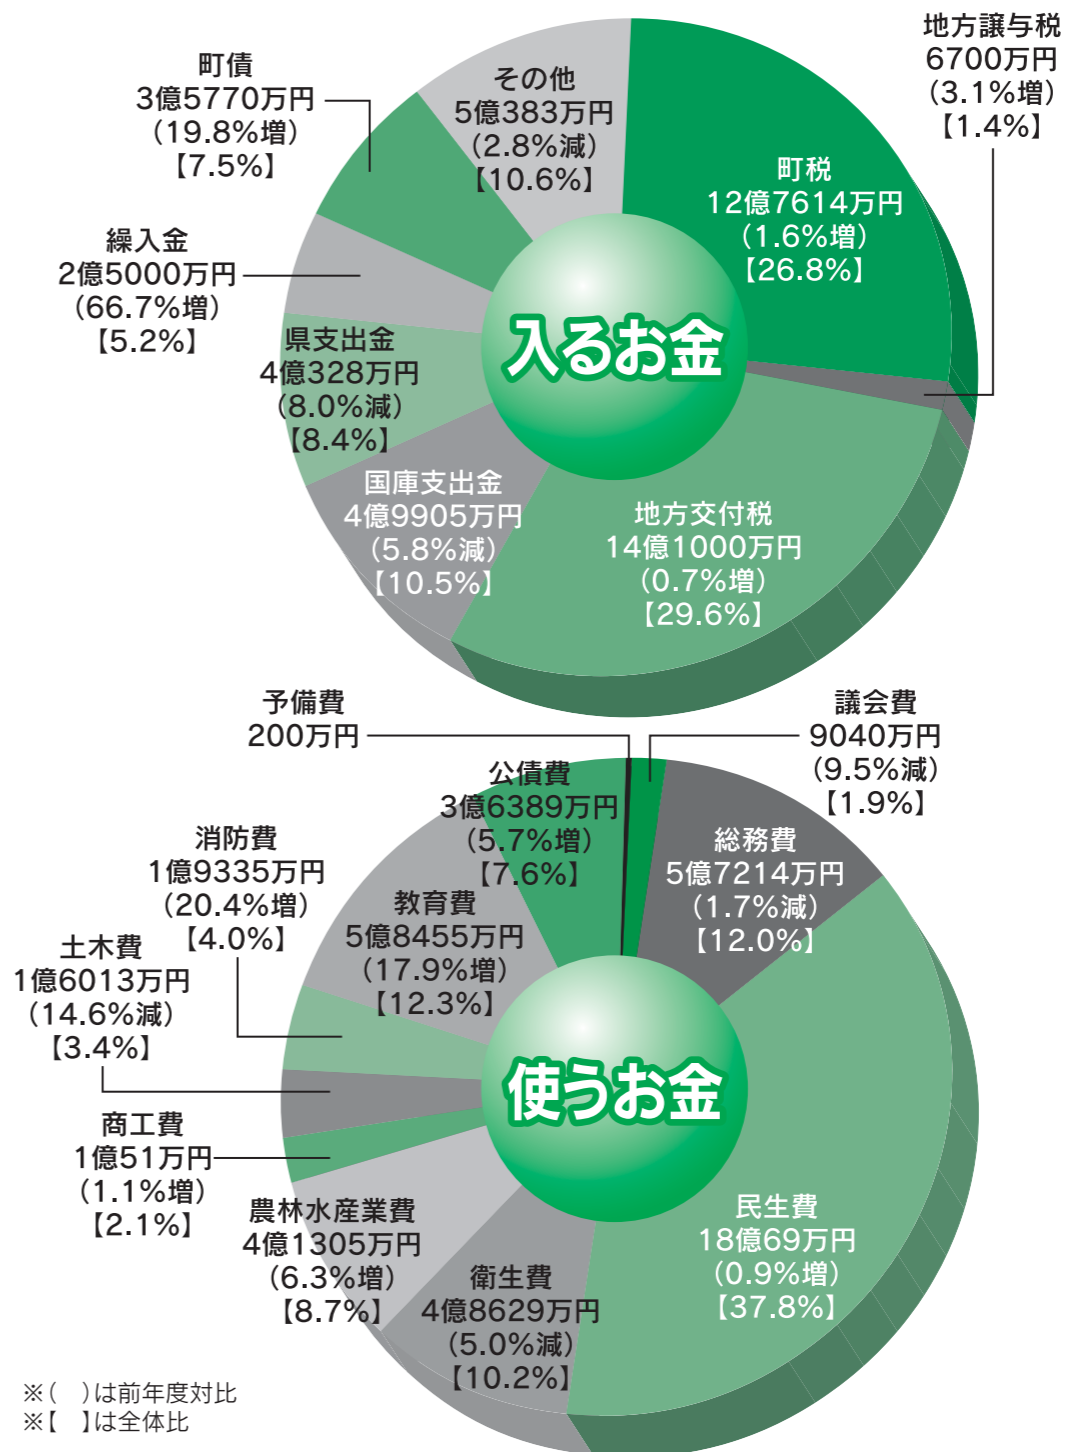 地方譲与税
6700万円
（3.1%増）
【1.4%】
町債
3億5770万円
（19.8%増）
【7.5%】
その他
5億383万円
（2.8%減）
【10.6%】
町税
12億7614万円
（1.6%増）
【26.8%】
繰入金
2億5000万円
（66.7%増）
【5.2%】
入るお金
県支出金
4億328万円
（8.0%減）
【8.4%】
国庫支出金
4億9905万円
（5.8%減）
【10.5%】
地方交付税
14億1000万円
（0.7%増）
【29.6%】
予備費
200万円
議会費
9040万円
（9.5%減）
【1.9%】
公債費
3億6389万円
（5.7%増）
【7.6%】
総務費
5億7214万円
（1.7%減）
【12.0%】
消防費
1億9335万円
（20.4%増）
【4.0%】
教育費
5億8455万円
（17.9%増）
【12.3%】
土木費
1億6013万円
（14.6%減）
【3.4%】
使うお金
商工費
1億51万円
（1.1%増）
【2.1%】
農林水産業費
4億1305万円
（6.3%増）
【8.7%】
民生費
18億69万円
（0.9%増）
【37.8%】
衛生費
4億8629万円
（5.0%減）
【10.2%】
※（　）は前年度対比
※【　】は全体比